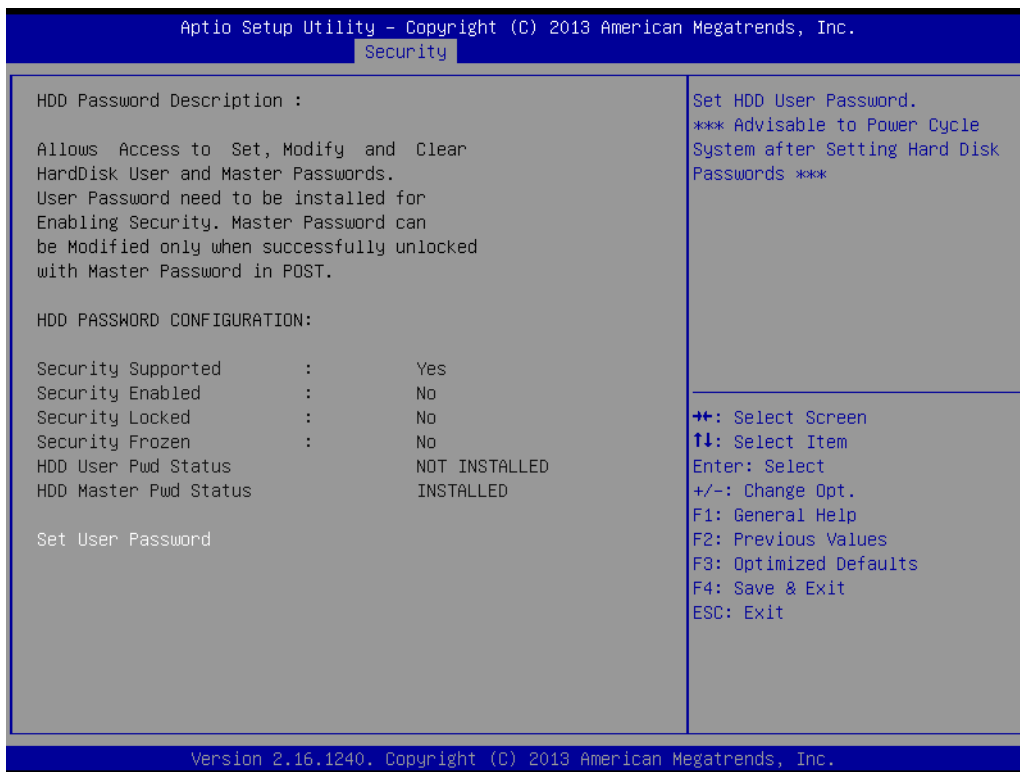 Aptio Setup Utility – Copyright (C) 2013 American Megatrends, Inc.
Security
HDD Password Description :
Allows Access to Set, Modify and Clear
HardDisk User and Master Passwords.
User Password need to be installed for
Enabling Security. Master Password can
be Modified only when successfully unlocked
with Master Password in POST.
HDD PASSWORD CONFIGURATION:
Security Supported : Yes
Security Enabled : No
Security Locked : No
Security Frozen : No
HDD User Pwd Status NOT INSTALLED
HDD Master Pwd Status INSTALLED
Set User Password
Set HDD User Password.
*** Advisable to Power Cycle
System after Setting Hard Disk
Passwords ***
→←: Select Screen
↑↓: Select Item
Enter: Select
+/-: Change Opt.
F1: General Help
F2: Previous Values
F3: Optimized Defaults
F4: Save & Exit
ESC: Exit
Version 2.16.1240. Copyright (C) 2013 American Megatrends, Inc.